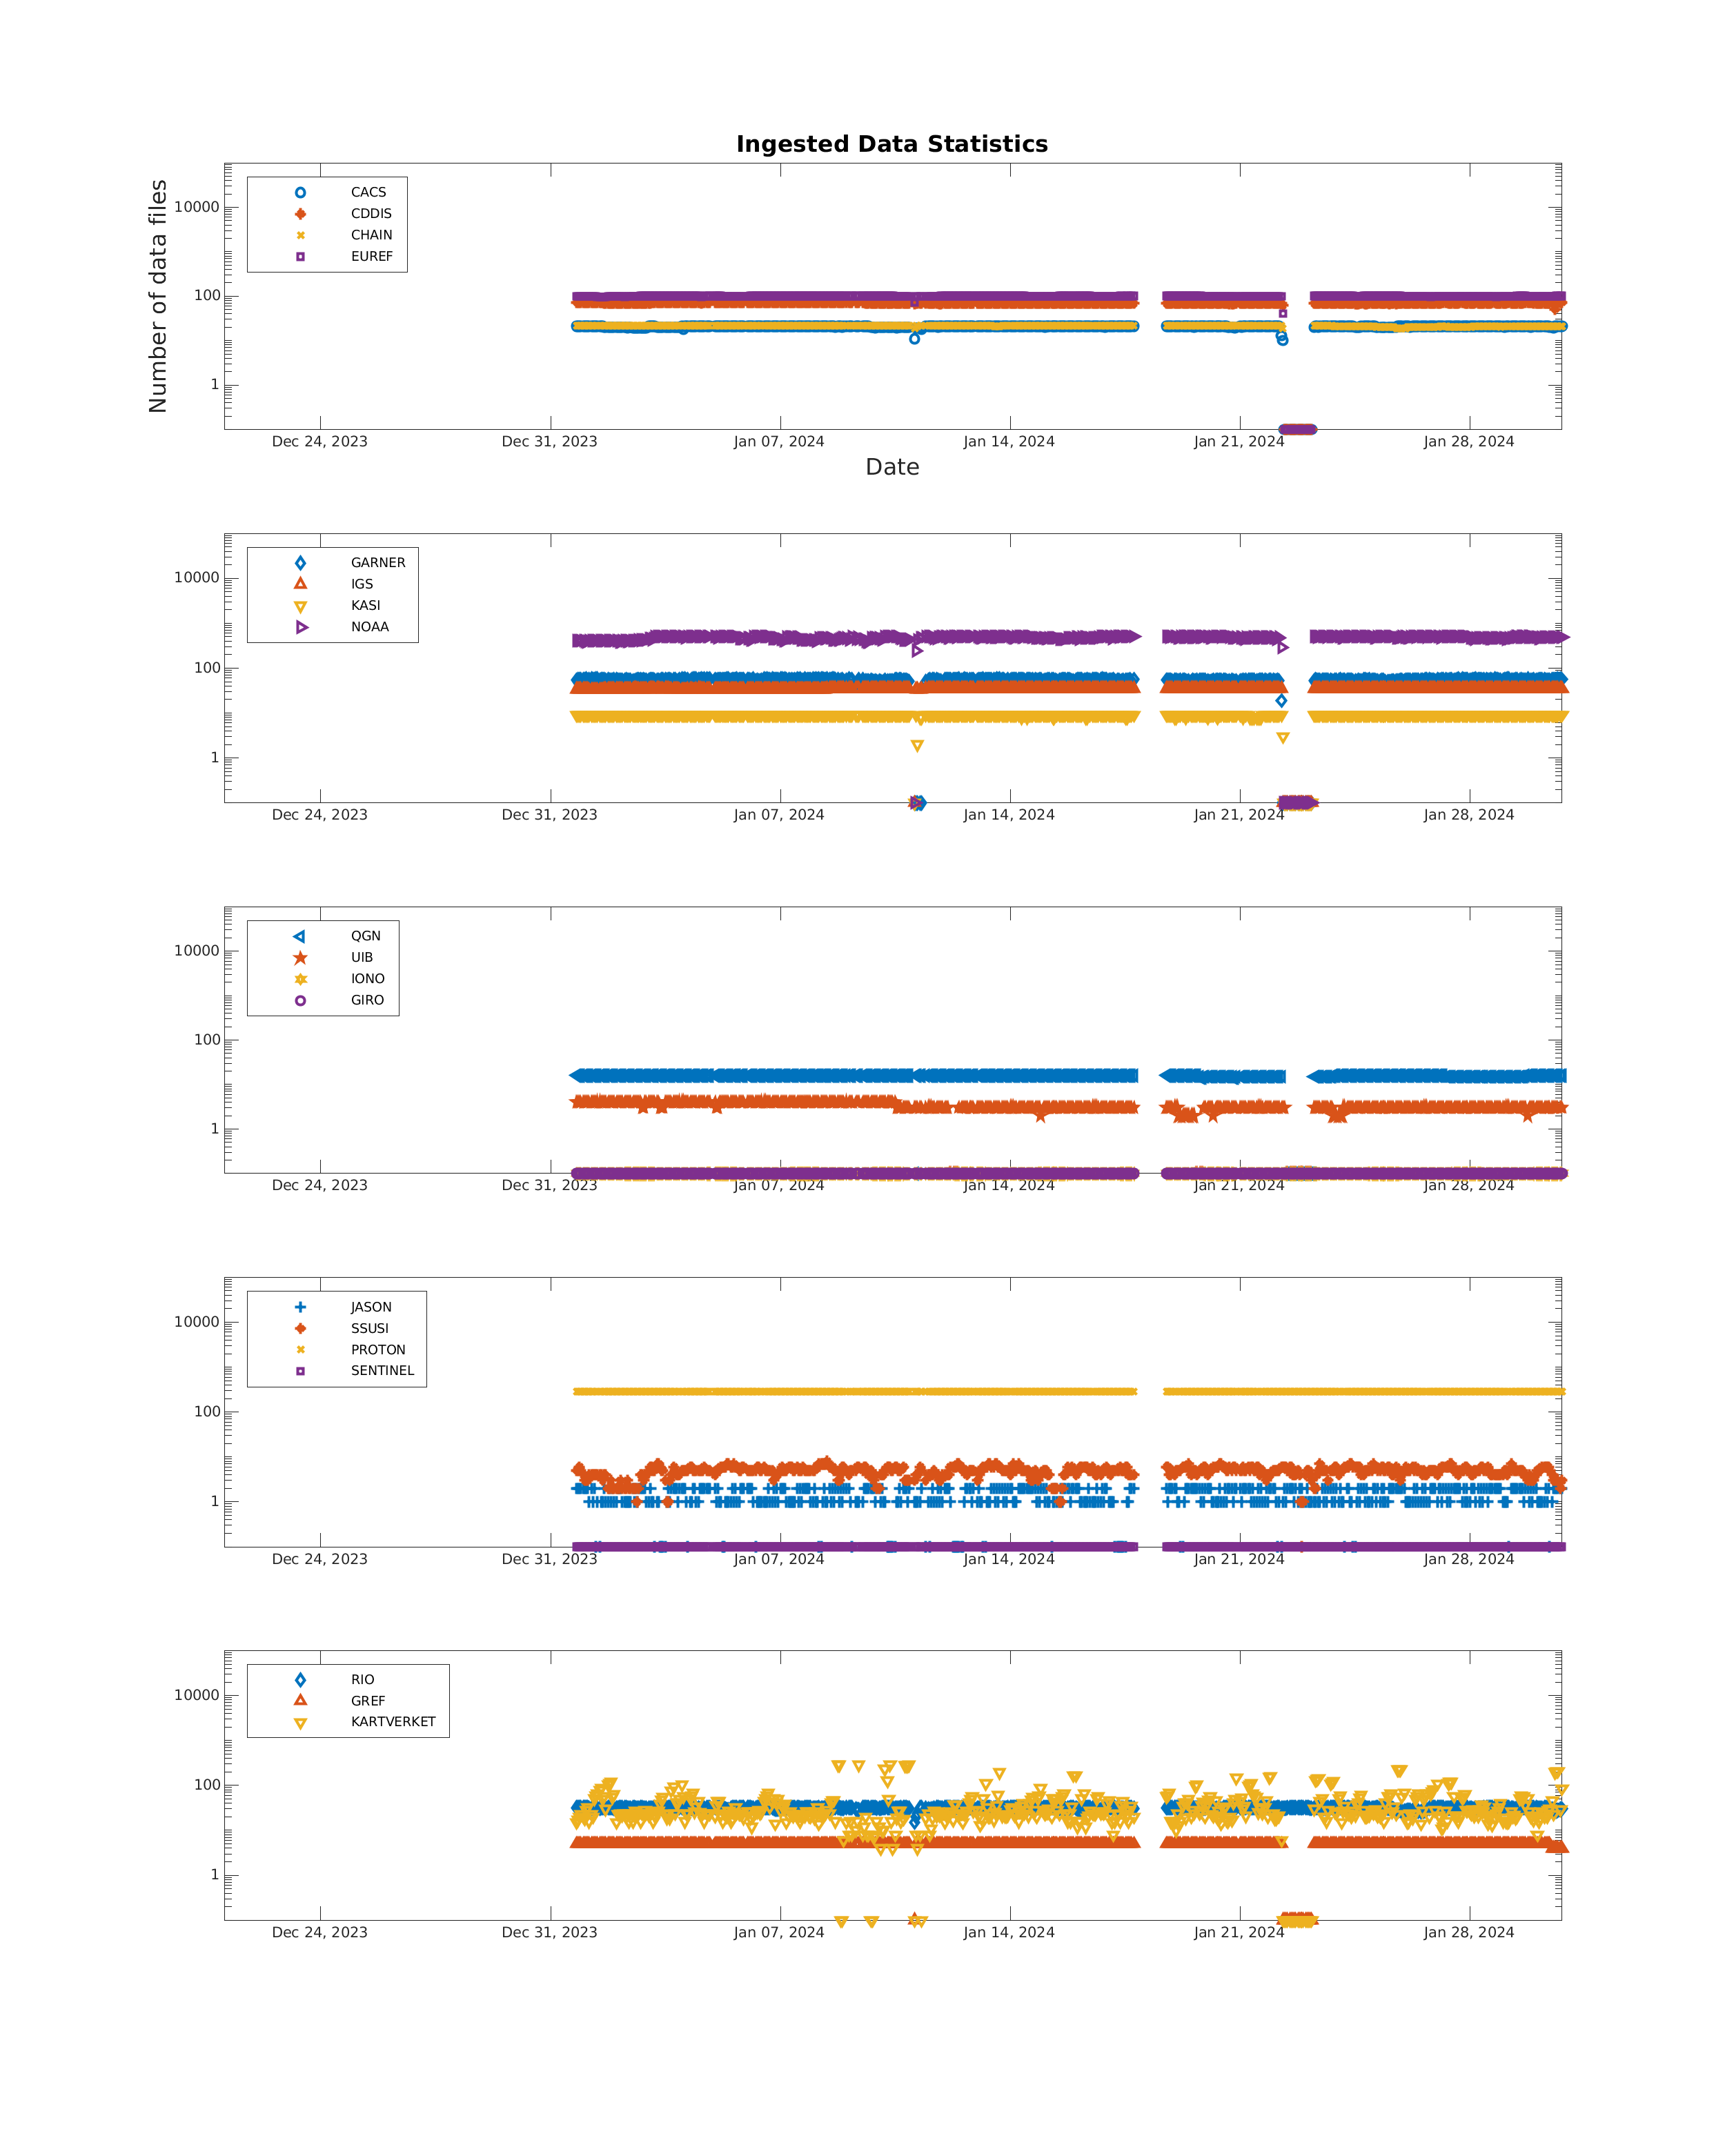 Ingested Data Statistics
Number of data files
10000
100
1
CACS
CDDIS
CHAIN
EUREF
Dec 24, 2023 Dec 31, 2023 Jan 07, 2024 Jan 14, 2024 Jan 21, 2024 Jan 28, 2024
Date
10000
100
1
GARNER
IGS
KASI
NOAA
Dec 24, 2023 Dec 31, 2023 Jan 07, 2024 Jan 14, 2024 Jan 21, 2024 Jan 28, 2024
10000
100
1
QGN
UIB
IONO
GIRO
Dec 24, 2023 Dec 31, 2023 Jan 07, 2024 Jan 14, 2024 Jan 21, 2024 Jan 28, 2024
10000
100
1
JASON
SSUSI
PROTON
SENTINEL
Dec 24, 2023 Dec 31, 2023 Jan 07, 2024 Jan 14, 2024 Jan 21, 2024 Jan 28, 2024
10000
100
1
RIO
GREF
KARTVERKET
Dec 24, 2023 Dec 31, 2023 Jan 07, 2024 Jan 14, 2024 Jan 21, 2024 Jan 28, 2024